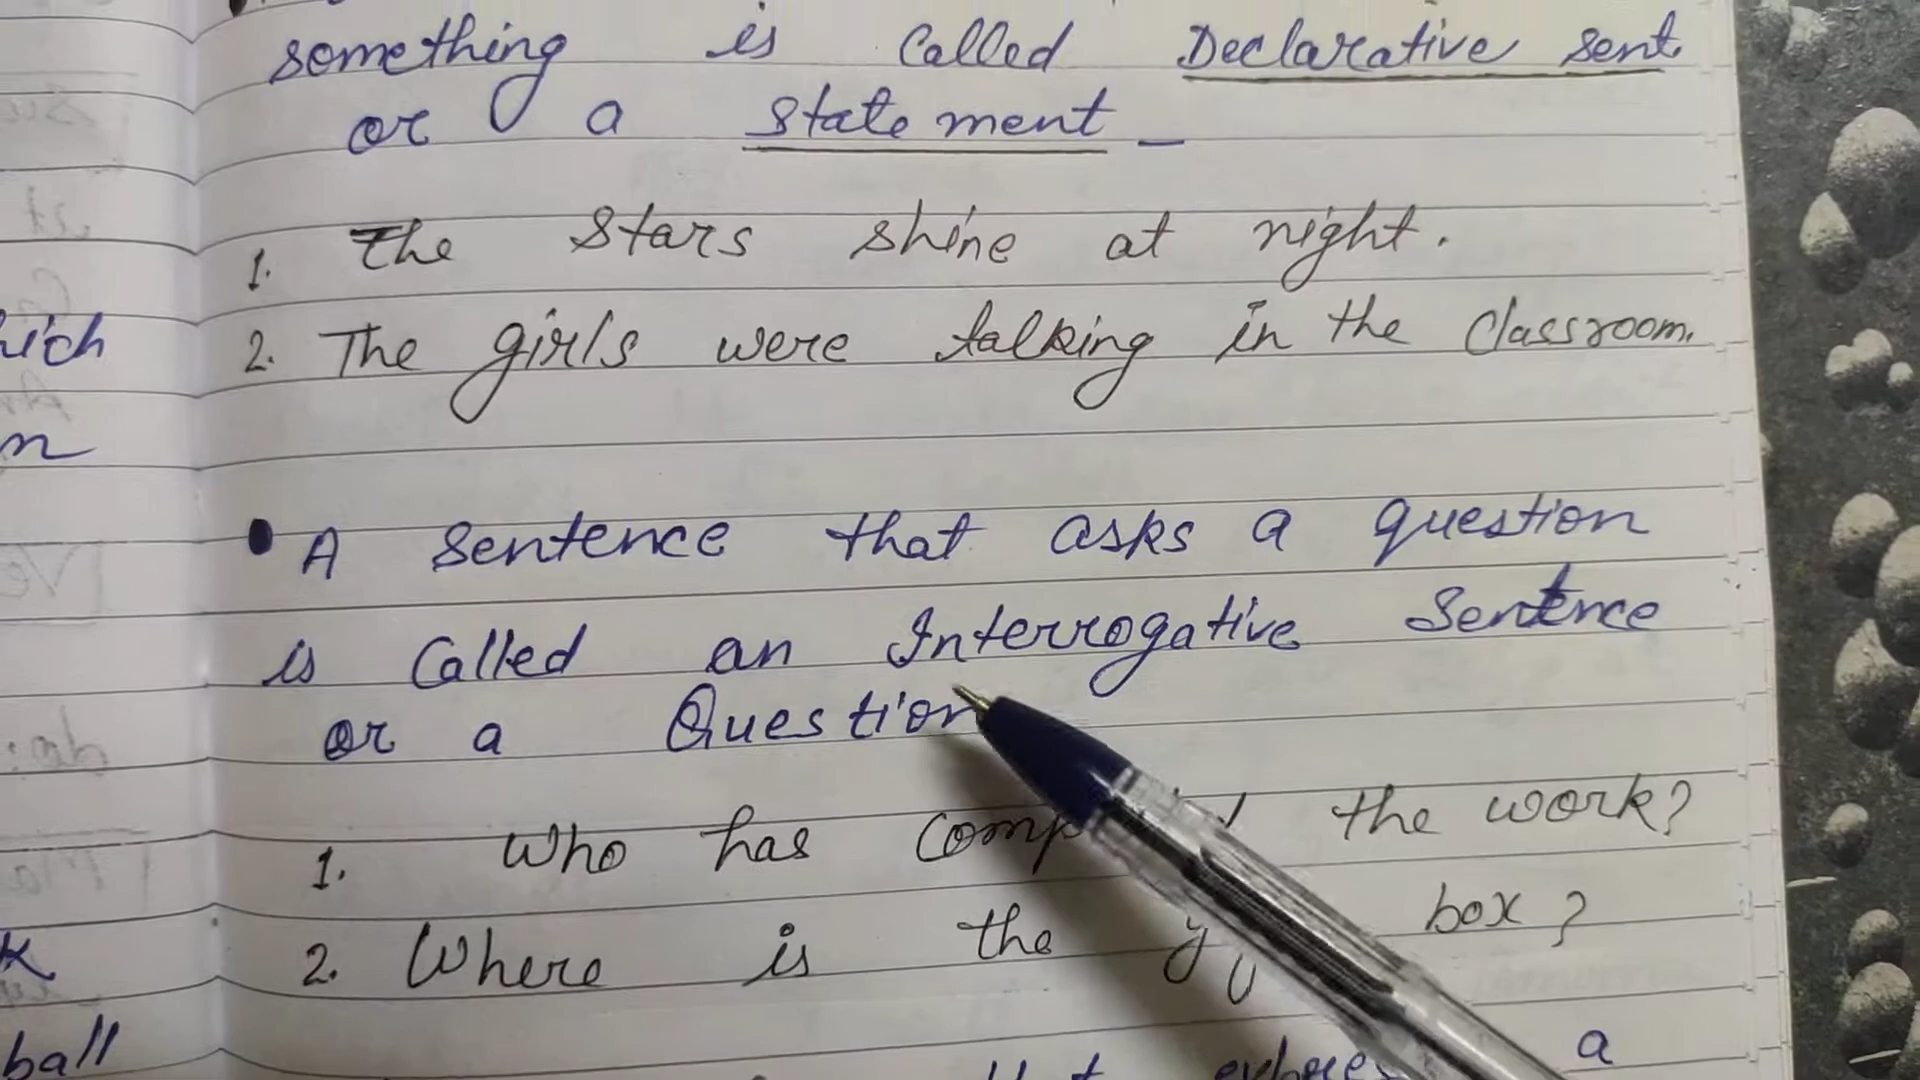 something is Called Declarative sent.
or a statement _
1. The Stars shine at night.
2. The girls were talking in the Classroom.
• A Sentence that asks a question
is Called an Interrogative Sentence
or a Question
1. Who has the work?
2. Where is the box?
a
ball